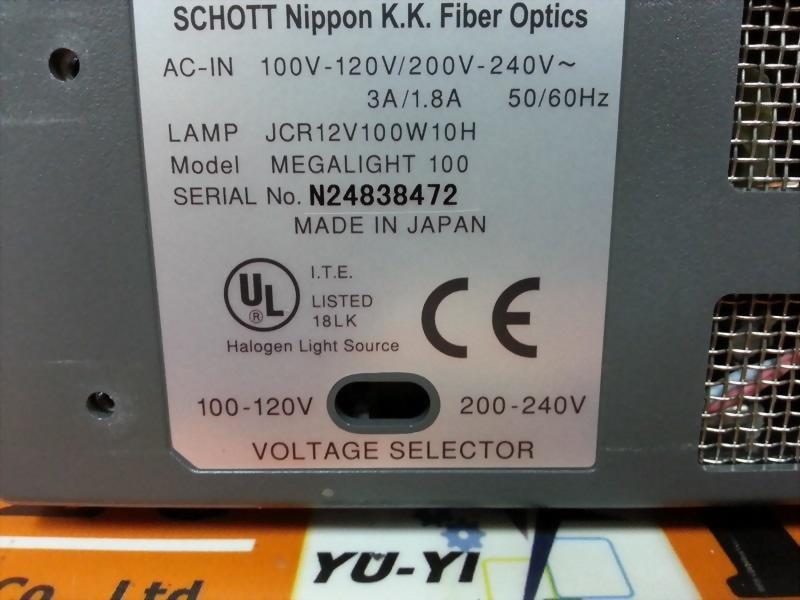 SCHOTT Nippon K.K. Fiber Optics
AC-IN 100V-120V/200V-240V~
3A/1.8A 50/60Hz
LAMP JCR12V100W10H
Model MEGALIGHT 100
SERIAL No. N24838472
MADE IN JAPAN
UL ®
I.T.E.
LISTED
18LK
Halogen Light Source
CE
100-120V 200-240V
VOLTAGE SELECTOR
YU-YI
Co., Ltd